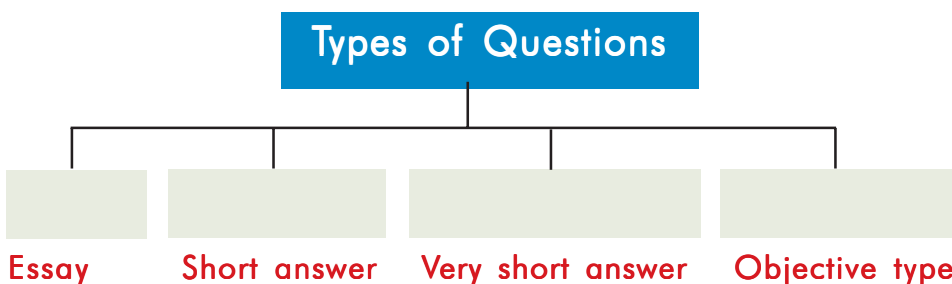 Types of Questions
Essay
Short answer
Very short answer
Objective type